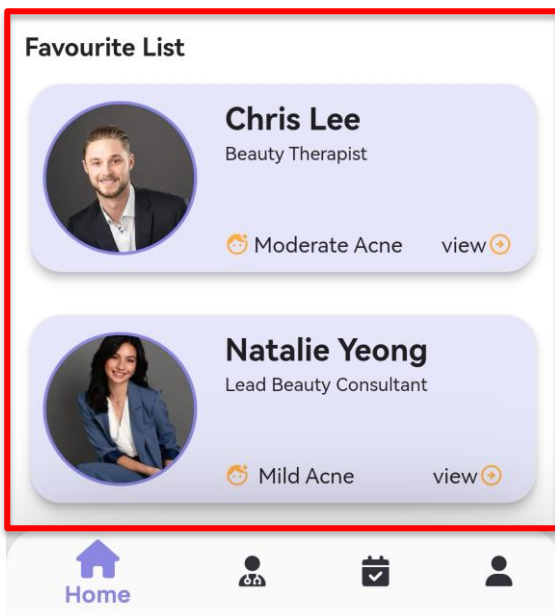 Favourite List
Chris Lee
Beauty Therapist
Moderate Acne view
Natalie Yeong
Lead Beauty Consultant
Mild Acne view
Home